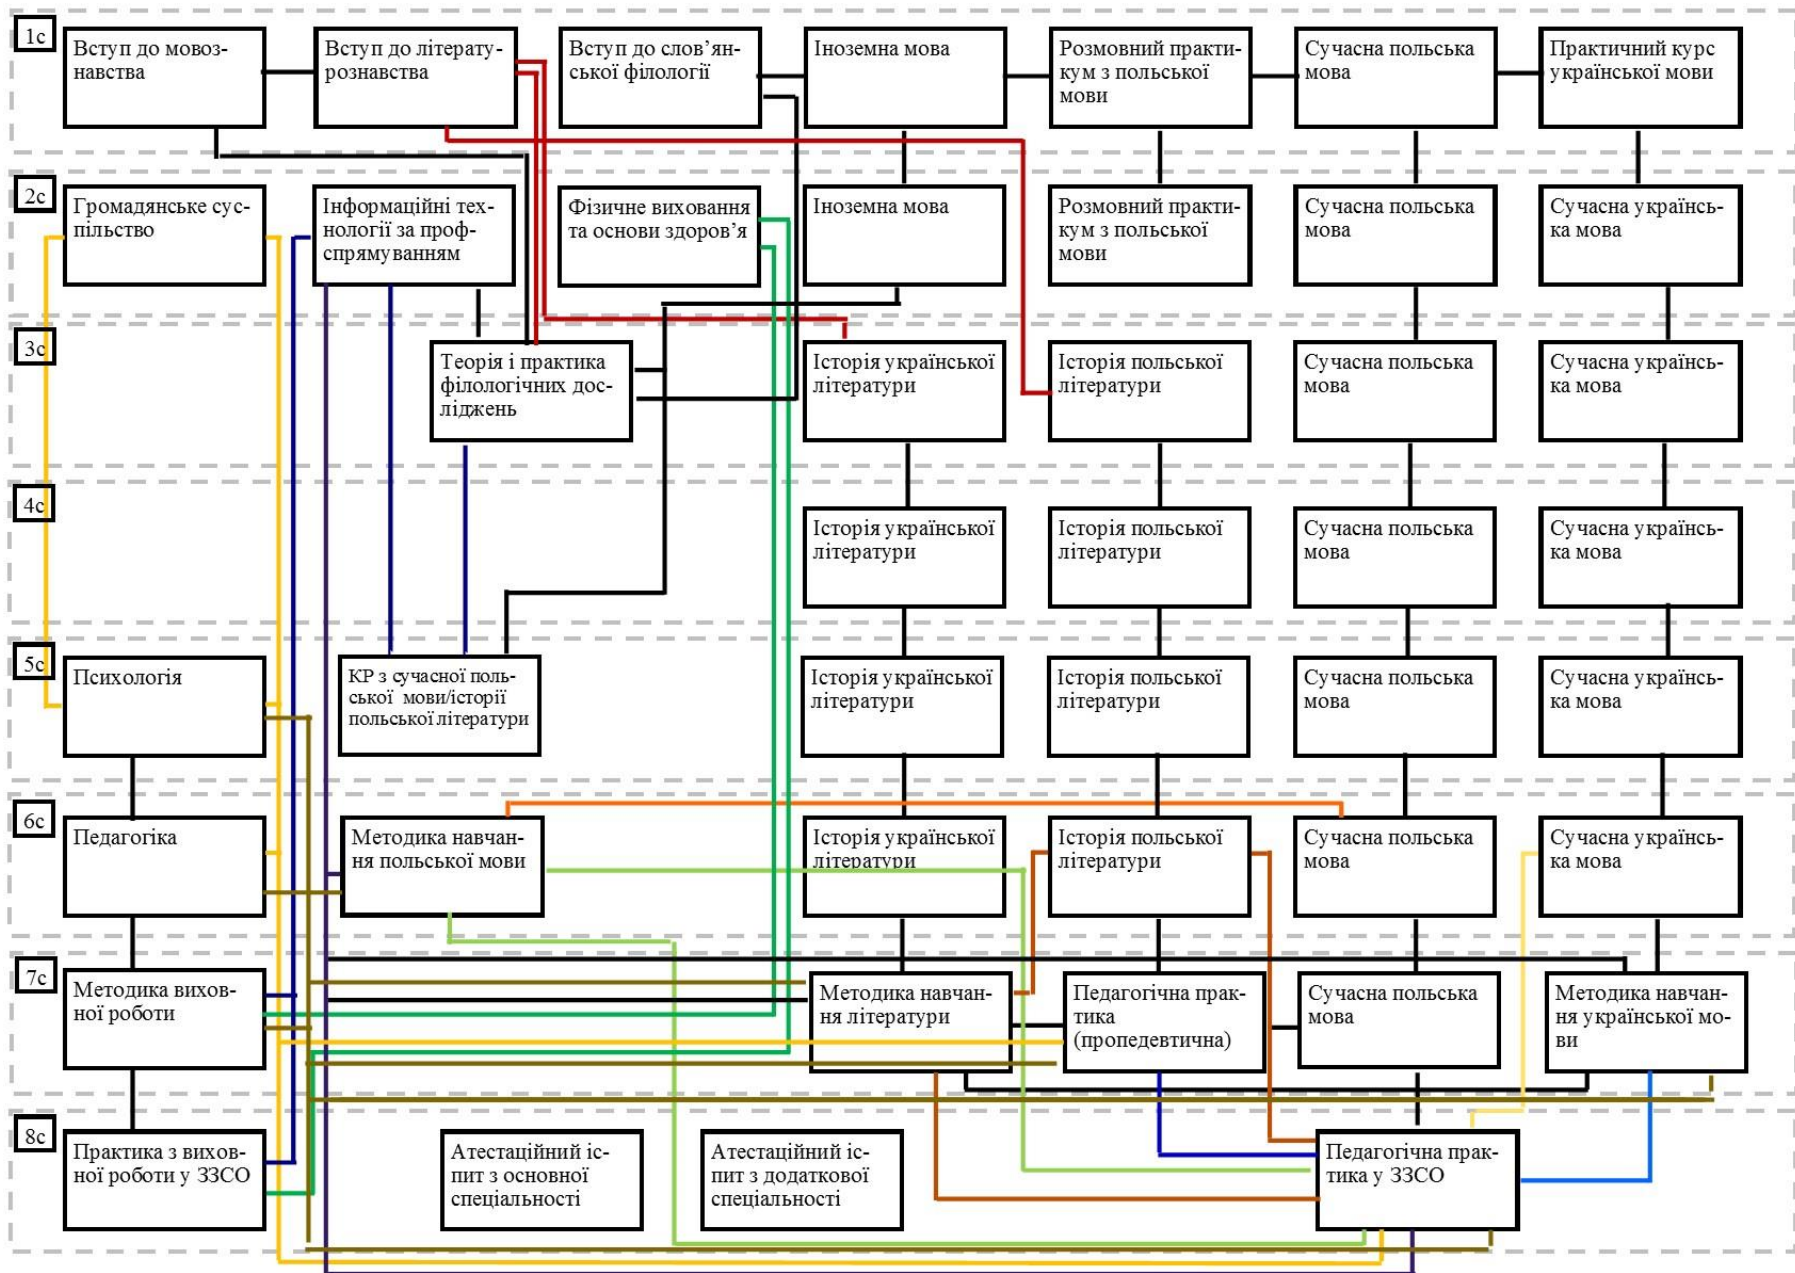 1с
Вступ до мовоз-
навства
Вступ до літерату-
рознавства
Вступ до слов’ян-
ської філології
Іноземна мова
Розмовний практи-
кум з польської
мови
Сучасна польська
мова
Практичний курс
української мови
2с
Громадянське сус-
пільство
Інформаційні тех-
нології за проф-
спрямуванням
Фізичне виховання
та основи здоров’я
Іноземна мова
Розмовний практи-
кум з польської
мови
Сучасна польська
мова
Сучасна українсь-
ка мова
3с
Теорія і практика
філологічних дос-
ліджень
Історія української
літератури
Історія польської
літератури
Сучасна польська
мова
Сучасна українсь-
ка мова
4с
Історія української
літератури
Історія польської
літератури
Сучасна польська
мова
Сучасна українсь-
ка мова
5с
Психологія
КР з сучасної поль-
ської мови/історії
польської літератури
Історія української
літератури
Історія польської
літератури
Сучасна польська
мова
Сучасна українсь-
ка мова
6с
Педагогіка
Методика навчан-
ня польської мови
Історія української
літератури
Історія польської
літератури
Сучасна польська
мова
Сучасна українсь-
ка мова
7с
Методика вихов-
ної роботи
Методика навчан-
ня літератури
Педагогічна прак-
тика
(пропедевтична)
Сучасна польська
мова
Методика навчан-
ня української мо-
ви
8с
Практика з вихов-
ної роботи у ЗЗСО
Атестаційний іс-
пит з основної
спеціальності
Атестаційний іс-
пит з додаткової
спеціальності
Педагогічна прак-
тика у ЗЗСО